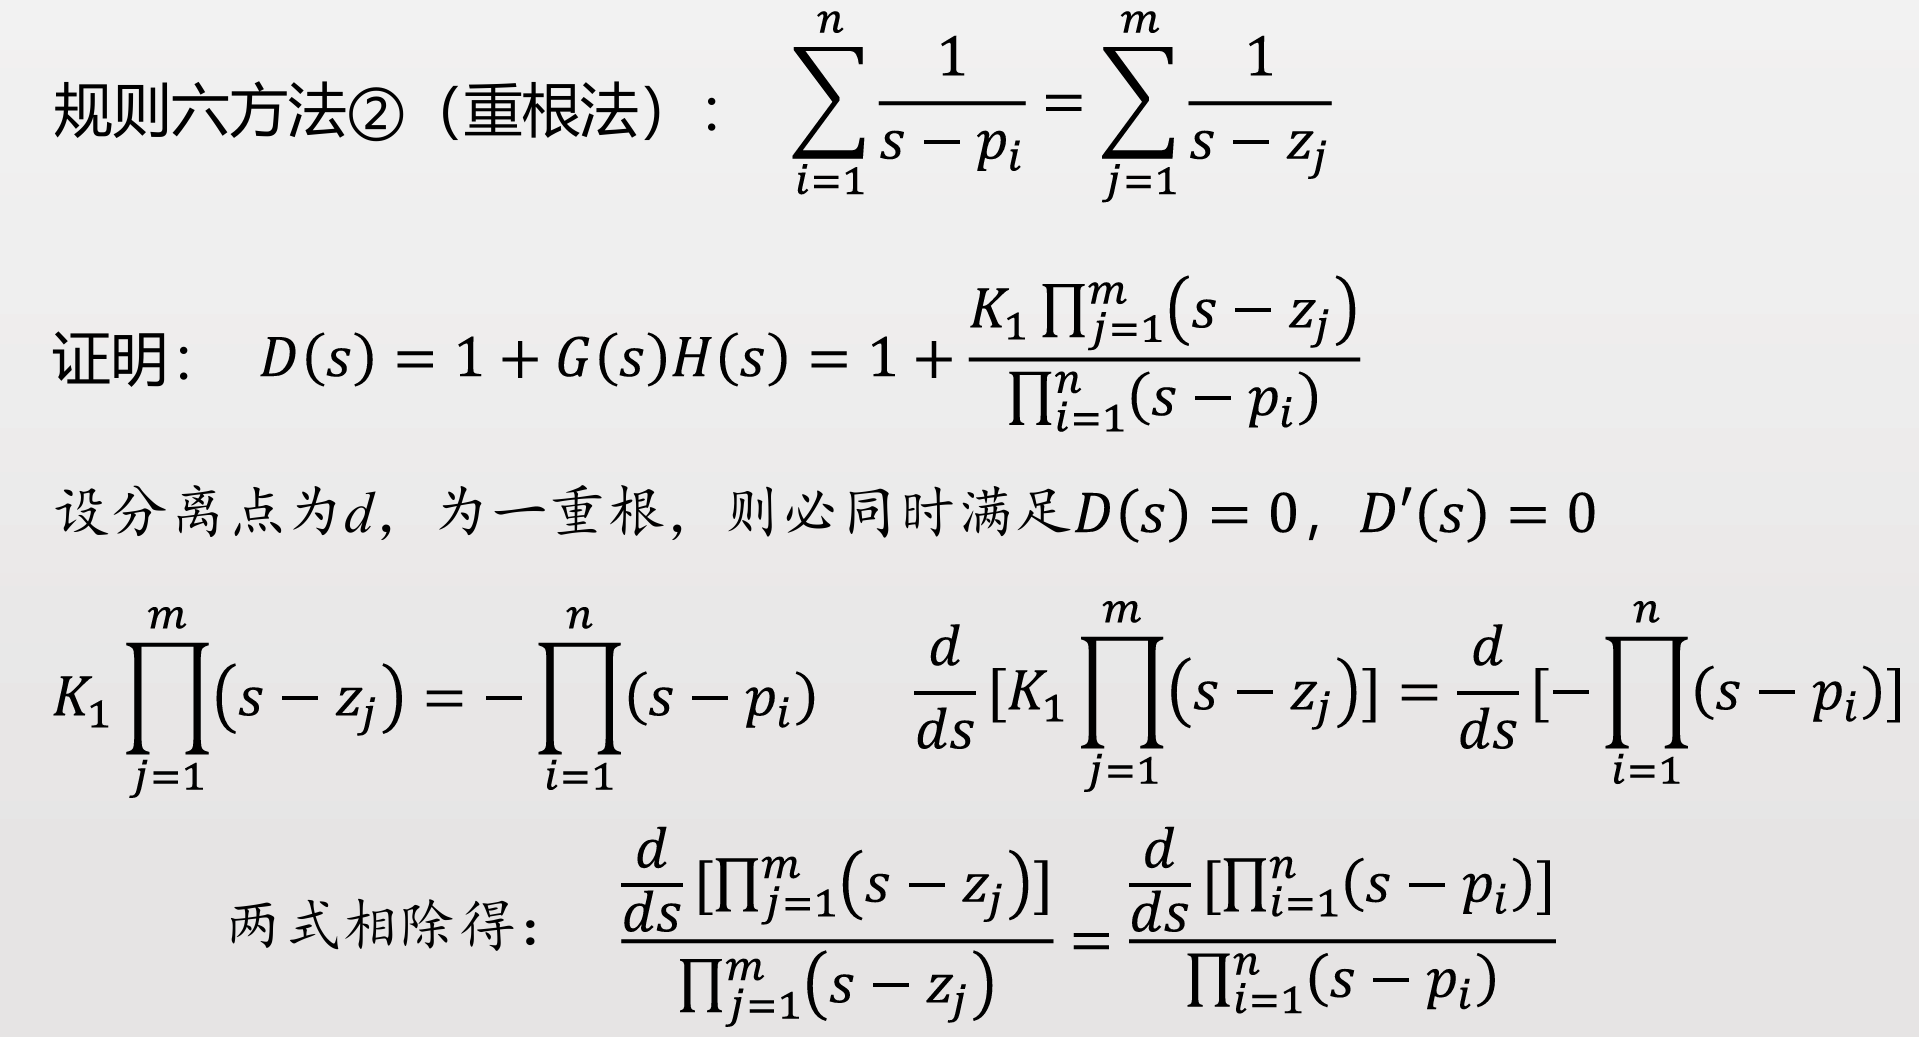 规则六方法②（重根法）： \sum_{i=1}^{n} \frac{1}{s-p_i} = \sum_{j=1}^{m} \frac{1}{s-z_j}
证明： D(s) = 1 + G(s)H(s) = 1 + \frac{K_1 \prod_{j=1}^{m}(s-z_j)}{\prod_{i=1}^{n}(s-p_i)}
设分离点为d，为一重根，则必同时满足D(s) = 0，D′(s) = 0
K_1 \prod_{j=1}^{m}(s-z_j) = -\prod_{i=1}^{n}(s-p_i) \frac{d}{ds}[K_1 \prod_{j=1}^{m}(s-z_j)] = \frac{d}{ds}[-\prod_{i=1}^{n}(s-p_i)]
两式相除得： \frac{\frac{d}{ds}[\prod_{j=1}^{m}(s-z_j)]}{\prod_{j=1}^{m}(s-z_j)} = \frac{\frac{d}{ds}[\prod_{i=1}^{n}(s-p_i)]}{\prod_{i=1}^{n}(s-p_i)}